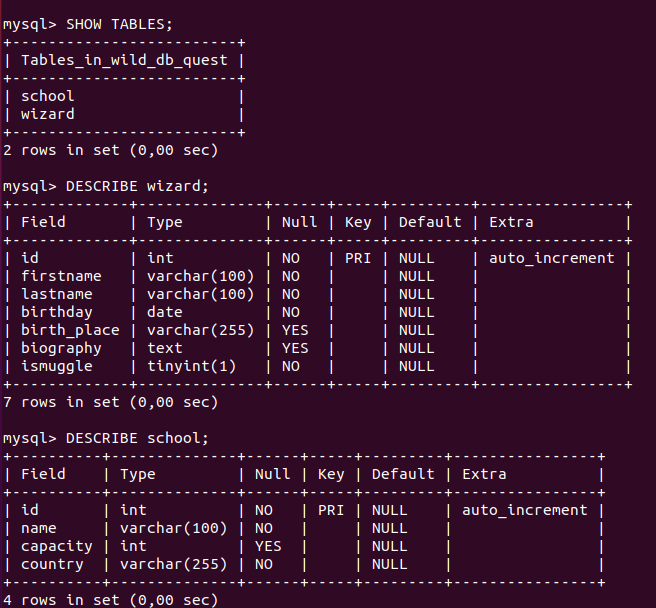 mysql> SHOW TABLES;
+-------------------------+
| Tables_in_wild_db_quest |
+-------------------------+
| school                  |
| wizard                  |
+-------------------------+
2 rows in set (0,00 sec)

mysql> DESCRIBE wizard;
+-------------+--------------+------+-----+---------+----------------+
| Field       | Type         | Null | Key | Default | Extra          |
+-------------+--------------+------+-----+---------+----------------+
| id          | int          | NO   | PRI | NULL    | auto_increment |
| firstname   | varchar(100) | NO   |     | NULL    |                |
| lastname    | varchar(100) | NO   |     | NULL    |                |
| birthday    | date         | NO   |     | NULL    |                |
| birth_place | varchar(255) | YES  |     | NULL    |                |
| biography   | text         | YES  |     | NULL    |                |
| ismuggle    | tinyint(1)   | NO   |     | NULL    |                |
+-------------+--------------+------+-----+---------+----------------+
7 rows in set (0,00 sec)

mysql> DESCRIBE school;
+----------+--------------+------+-----+---------+----------------+
| Field    | Type         | Null | Key | Default | Extra          |
+----------+--------------+------+-----+---------+----------------+
| id       | int          | NO   | PRI | NULL    | auto_increment |
| name     | varchar(100) | NO   |     | NULL    |                |
| capacity | int          | YES  |     | NULL    |                |
| country  | varchar(255) | NO   |     | NULL    |                |
+----------+--------------+------+-----+---------+----------------+
4 rows in set (0,00 sec)